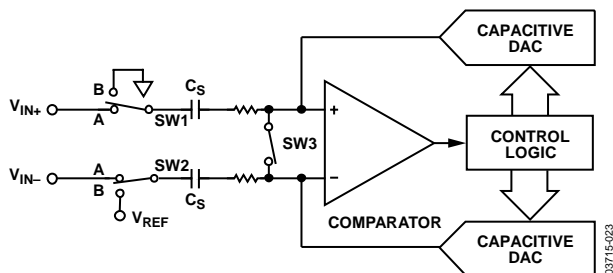 CAPACITIVE
DAC
B
CS
VIN+
A
SW1
+
SW3
CONTROL
LOGIC
VIN–
A
SW2
–
B
CS
VREF
COMPARATOR
CAPACITIVE
DAC
03715-023